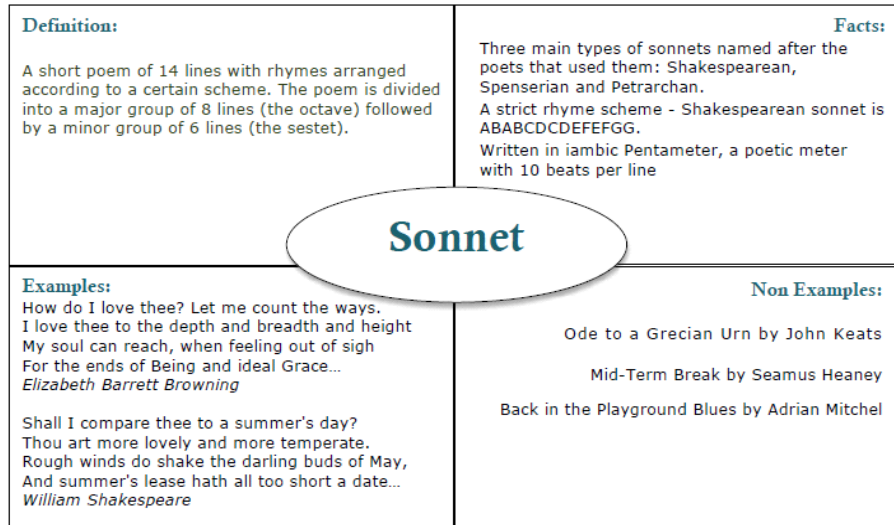 Definition:
A short poem of 14 lines with rhymes arranged
according to a certain scheme. The poem is divided
into a major group of 8 lines (the octave) followed
by a minor group of 6 lines (the sestet).
Facts:
Three main types of sonnets named after the
poets that used them: Shakespearean,
Spenserian and Petrarchan.
A strict rhyme scheme - Shakespearean sonnet is
ABABCDCDEFEFGG.
Written in iambic Pentameter, a poetic meter
with 10 beats per line
Sonnet
Examples:
How do I love thee? Let me count the ways.
I love thee to the depth and breadth and height
My soul can reach, when feeling out of sigh
For the ends of Being and ideal Grace…
Elizabeth Barrett Browning
Shall I compare thee to a summer's day?
Thou art more lovely and more temperate.
Rough winds do shake the darling buds of May,
And summer's lease hath all too short a date…
William Shakespeare
Non Examples:
Ode to a Grecian Urn by John Keats
Mid-Term Break by Seamus Heaney
Back in the Playground Blues by Adrian Mitchel